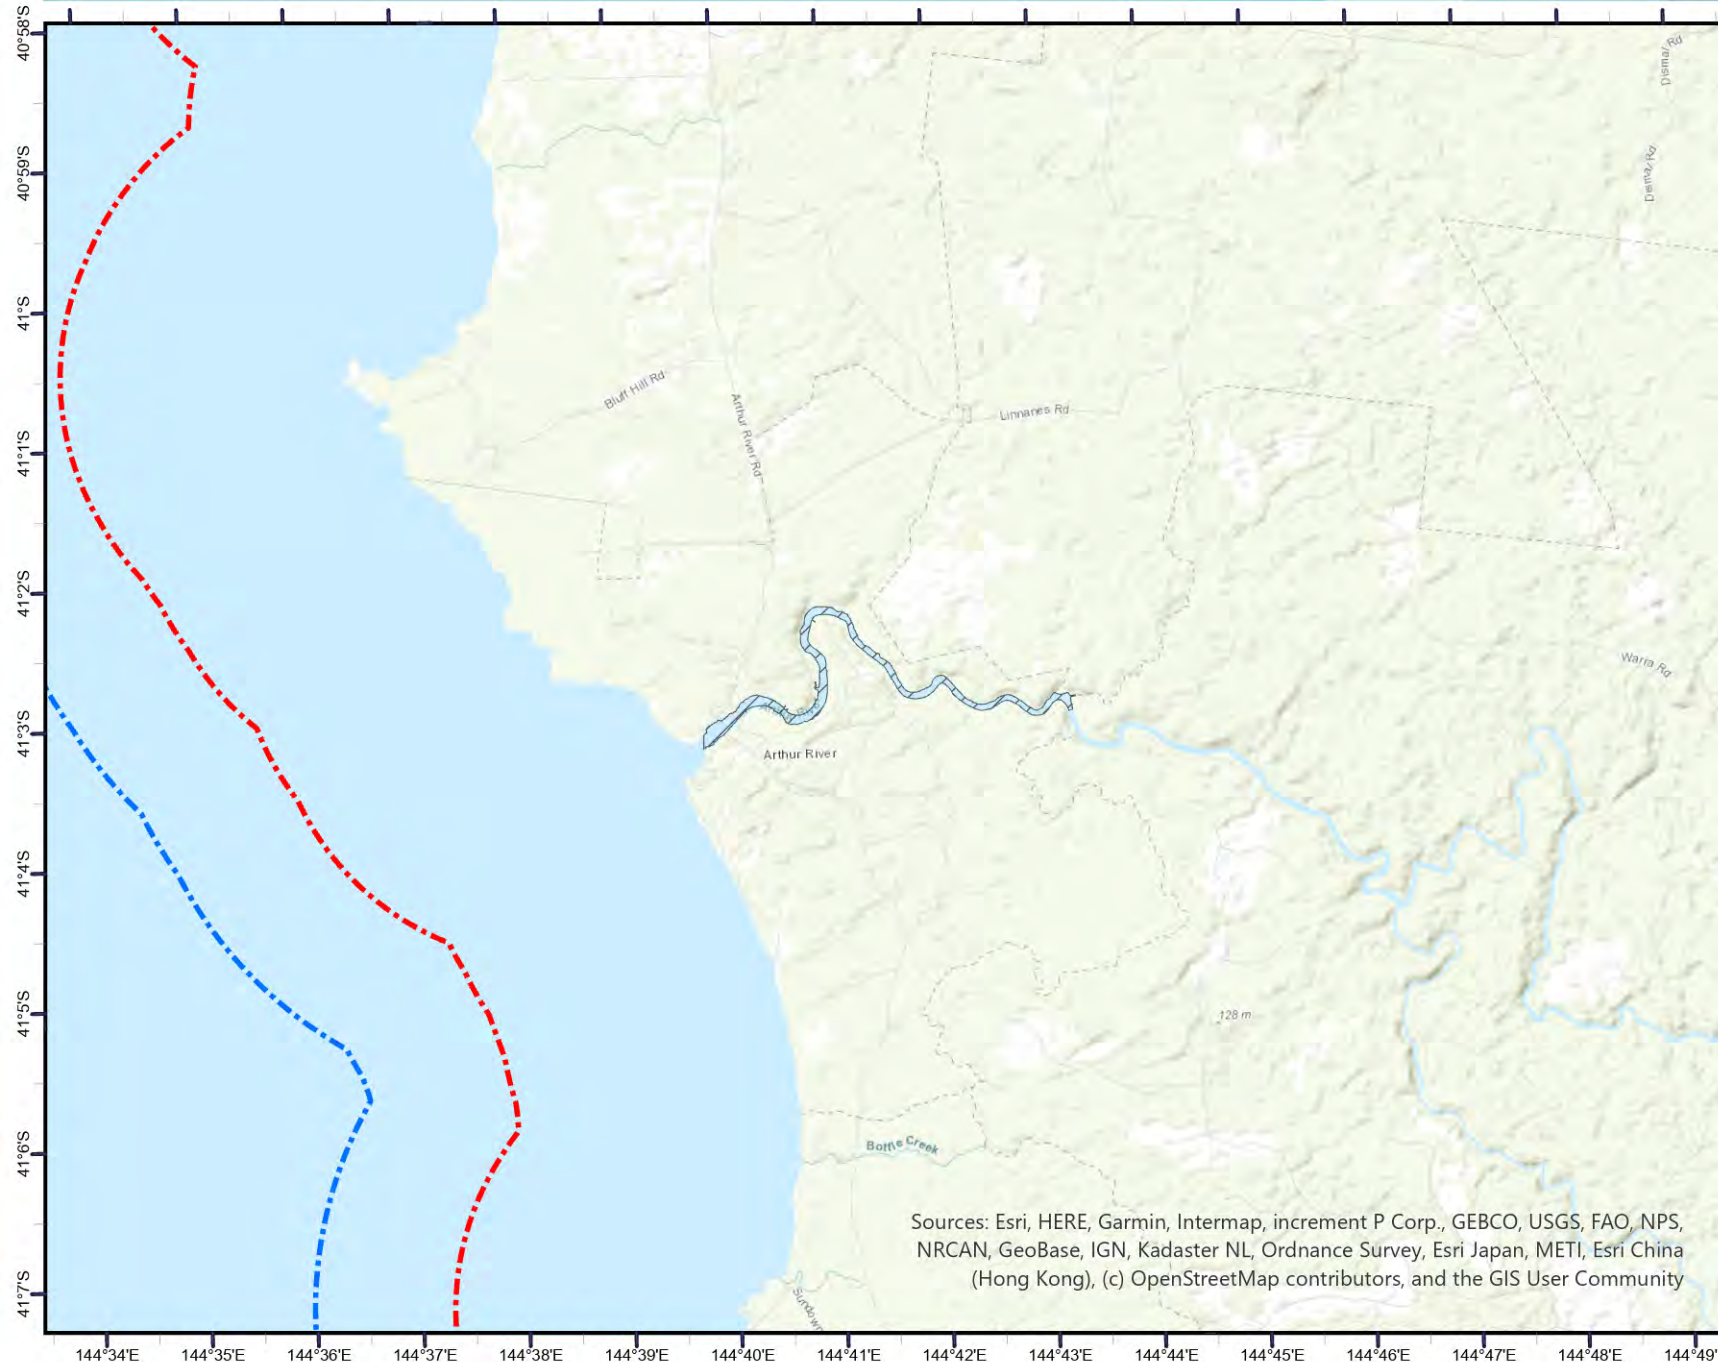 40°58'S
Dismal Rd
40°59'S
Dismal Rd
41°S
Bluff Hill Rd
Arthur River Rd
Linnanes Rd
41°1'S
41°2'S
Warra Rd
41°3'S
Arthur River
41°4'S
41°5'S
128 m
41°6'S
Creek
Sources: Esri, HERE, Garmin, Intermap, increment P Corp., GEBCO, USGS, FAO, NPS,
NRCAN, GeoBase, IGN, Kadaster NL, Ordnance Survey, Esri Japan, METI, Esri China
(Hong Kong), (c) OpenStreetMap contributors, and the GIS User Community
41°7'S
Sundown
144°34'E 144°35'E 144°36'E 144°37'E 144°38'E 144°39'E 144°40'E 144°41'E 144°42'E 144°43'E 144°44'E 144°45'E 144°46'E 144°47'E 144°48'E 144°49'